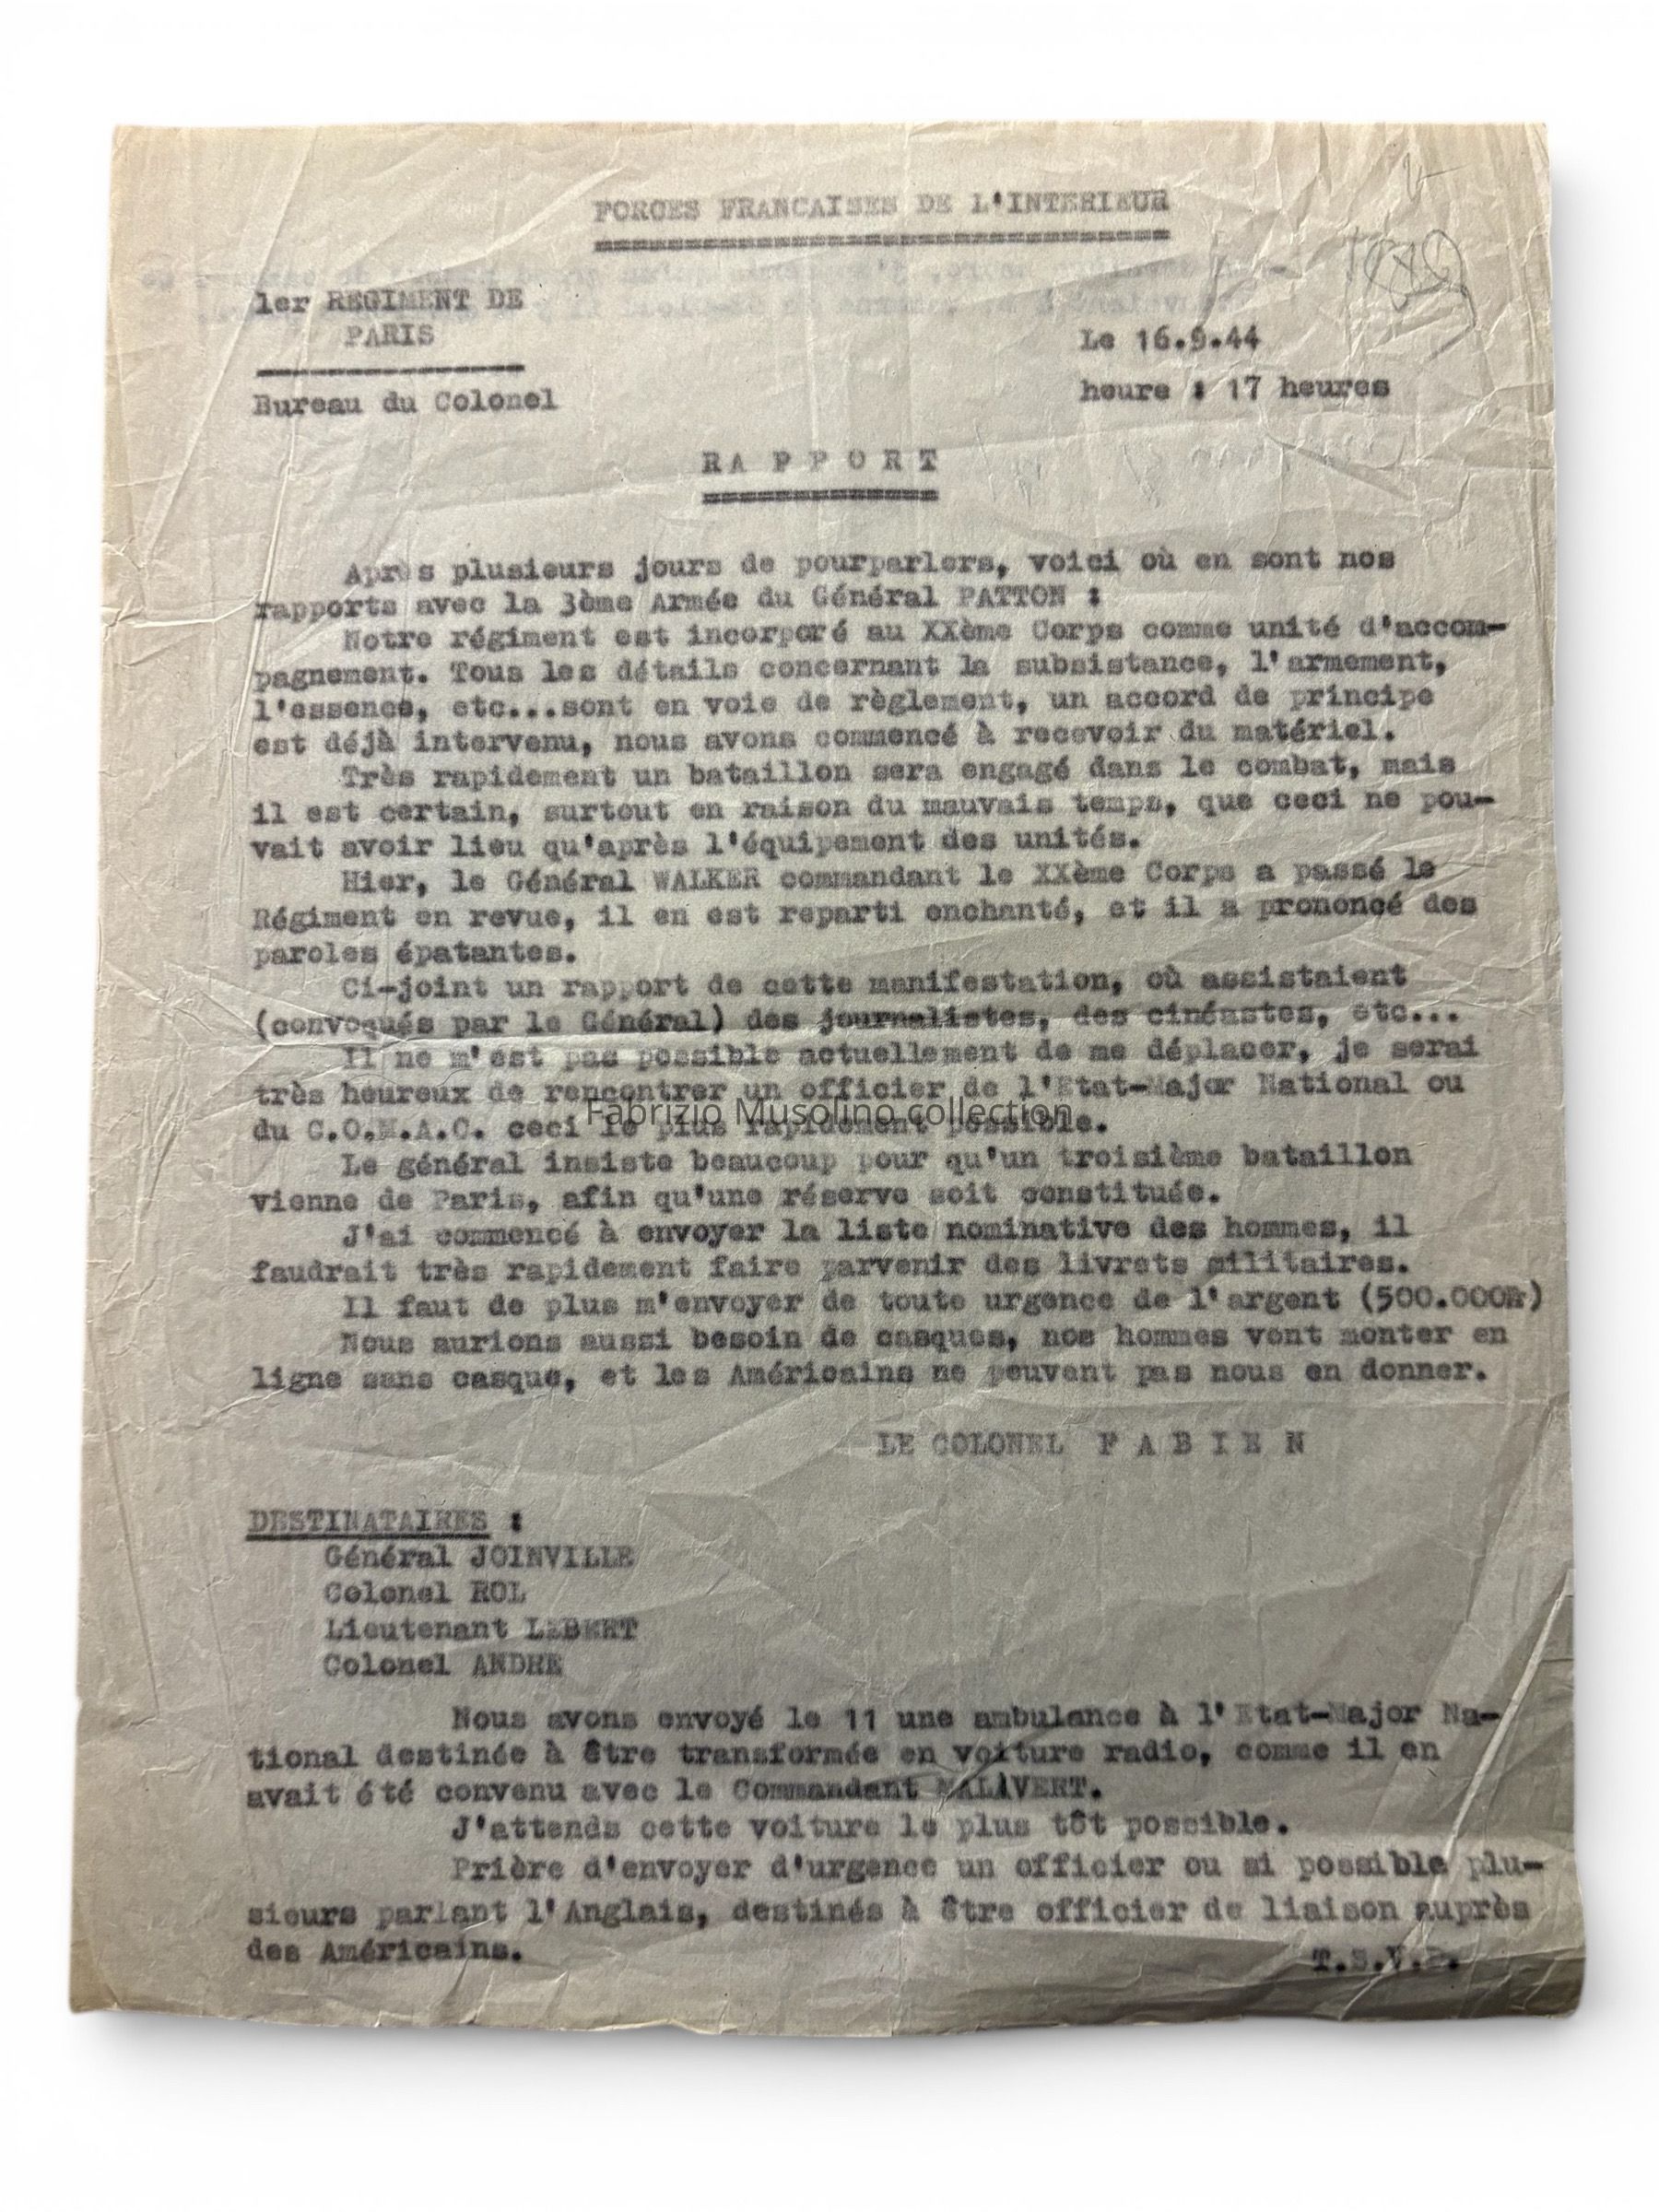 FORCES FRANCAISES DE L'INTERIEUR
1er REGIMENT DE
PARIS
Le 16.9.44
heure : 17 heures
Bureau du Colonel
R A P P O R T
Après plusieurs jours de pourparlers, voici où en sont nos
rapports avec la 3ème Armée du Général PATTON :
Notre régiment est incorporé au XXème Corps comme unité d'accom-
pagnement. Tous les détails concernant la subsistance, l'armement,
l'essence, etc...sont en voie de règlement, un accord de principe
est déjà intervenu, nous avons commencé à recevoir du matériel.
Très rapidement un bataillon sera engagé dans le combat, mais
il est certain, surtout en raison du mauvais temps, que ceci ne pou-
vait avoir lieu qu'après l'équipement des unités.
Hier, le Général WALKER commandant le XXème Corps a passé le
Régiment en revue, il en est reparti enchanté, et il a prononcé des
paroles épatantes.
Ci-joint un rapport de cette manifestation, où assistaient
(convoqués par le Général) des journalistes, des cinéastes, etc...
Il ne m'est pas possible actuellement de me déplacer, je serai
très heureux de rencontrer un officier de l'Etat-Major National ou
du C.O.M.A.C. ceci le plus rapidement possible.
Fabrizio Musolino collection
Le général insiste beaucoup pour qu'un troisième bataillon
vienne de Paris, afin qu'une réserve soit constituée.
J'ai commencé à envoyer la liste nominative des hommes, il
faudrait très rapidement faire parvenir des livrets militaires.
Il faut de plus m'envoyer de toute urgence de l'argent (500.000Fr)
Nous aurions aussi besoin de casques, nos hommes vont monter en
ligne sans casque, et les Américains ne peuvent pas nous en donner.
LE COLONEL F A B I E N
DESTINATAIRES :
Général JOINVILLE
Colonel ROL
Lieutenant LEBERT
Colonel ANDRE
Nous avons envoyé le 11 une ambulance à l'Etat-Major Na-
tional destinée à être transformée en voiture radio, comme il en
avait été convenu avec le Commandant MALAVERT.
J'attends cette voiture le plus tôt possible.
Prière d'envoyer d'urgence un officier ou si possible plu-
sieurs parlant l'Anglais, destinés à être officier de liaison auprès
des Américains.
T.S.V.P.